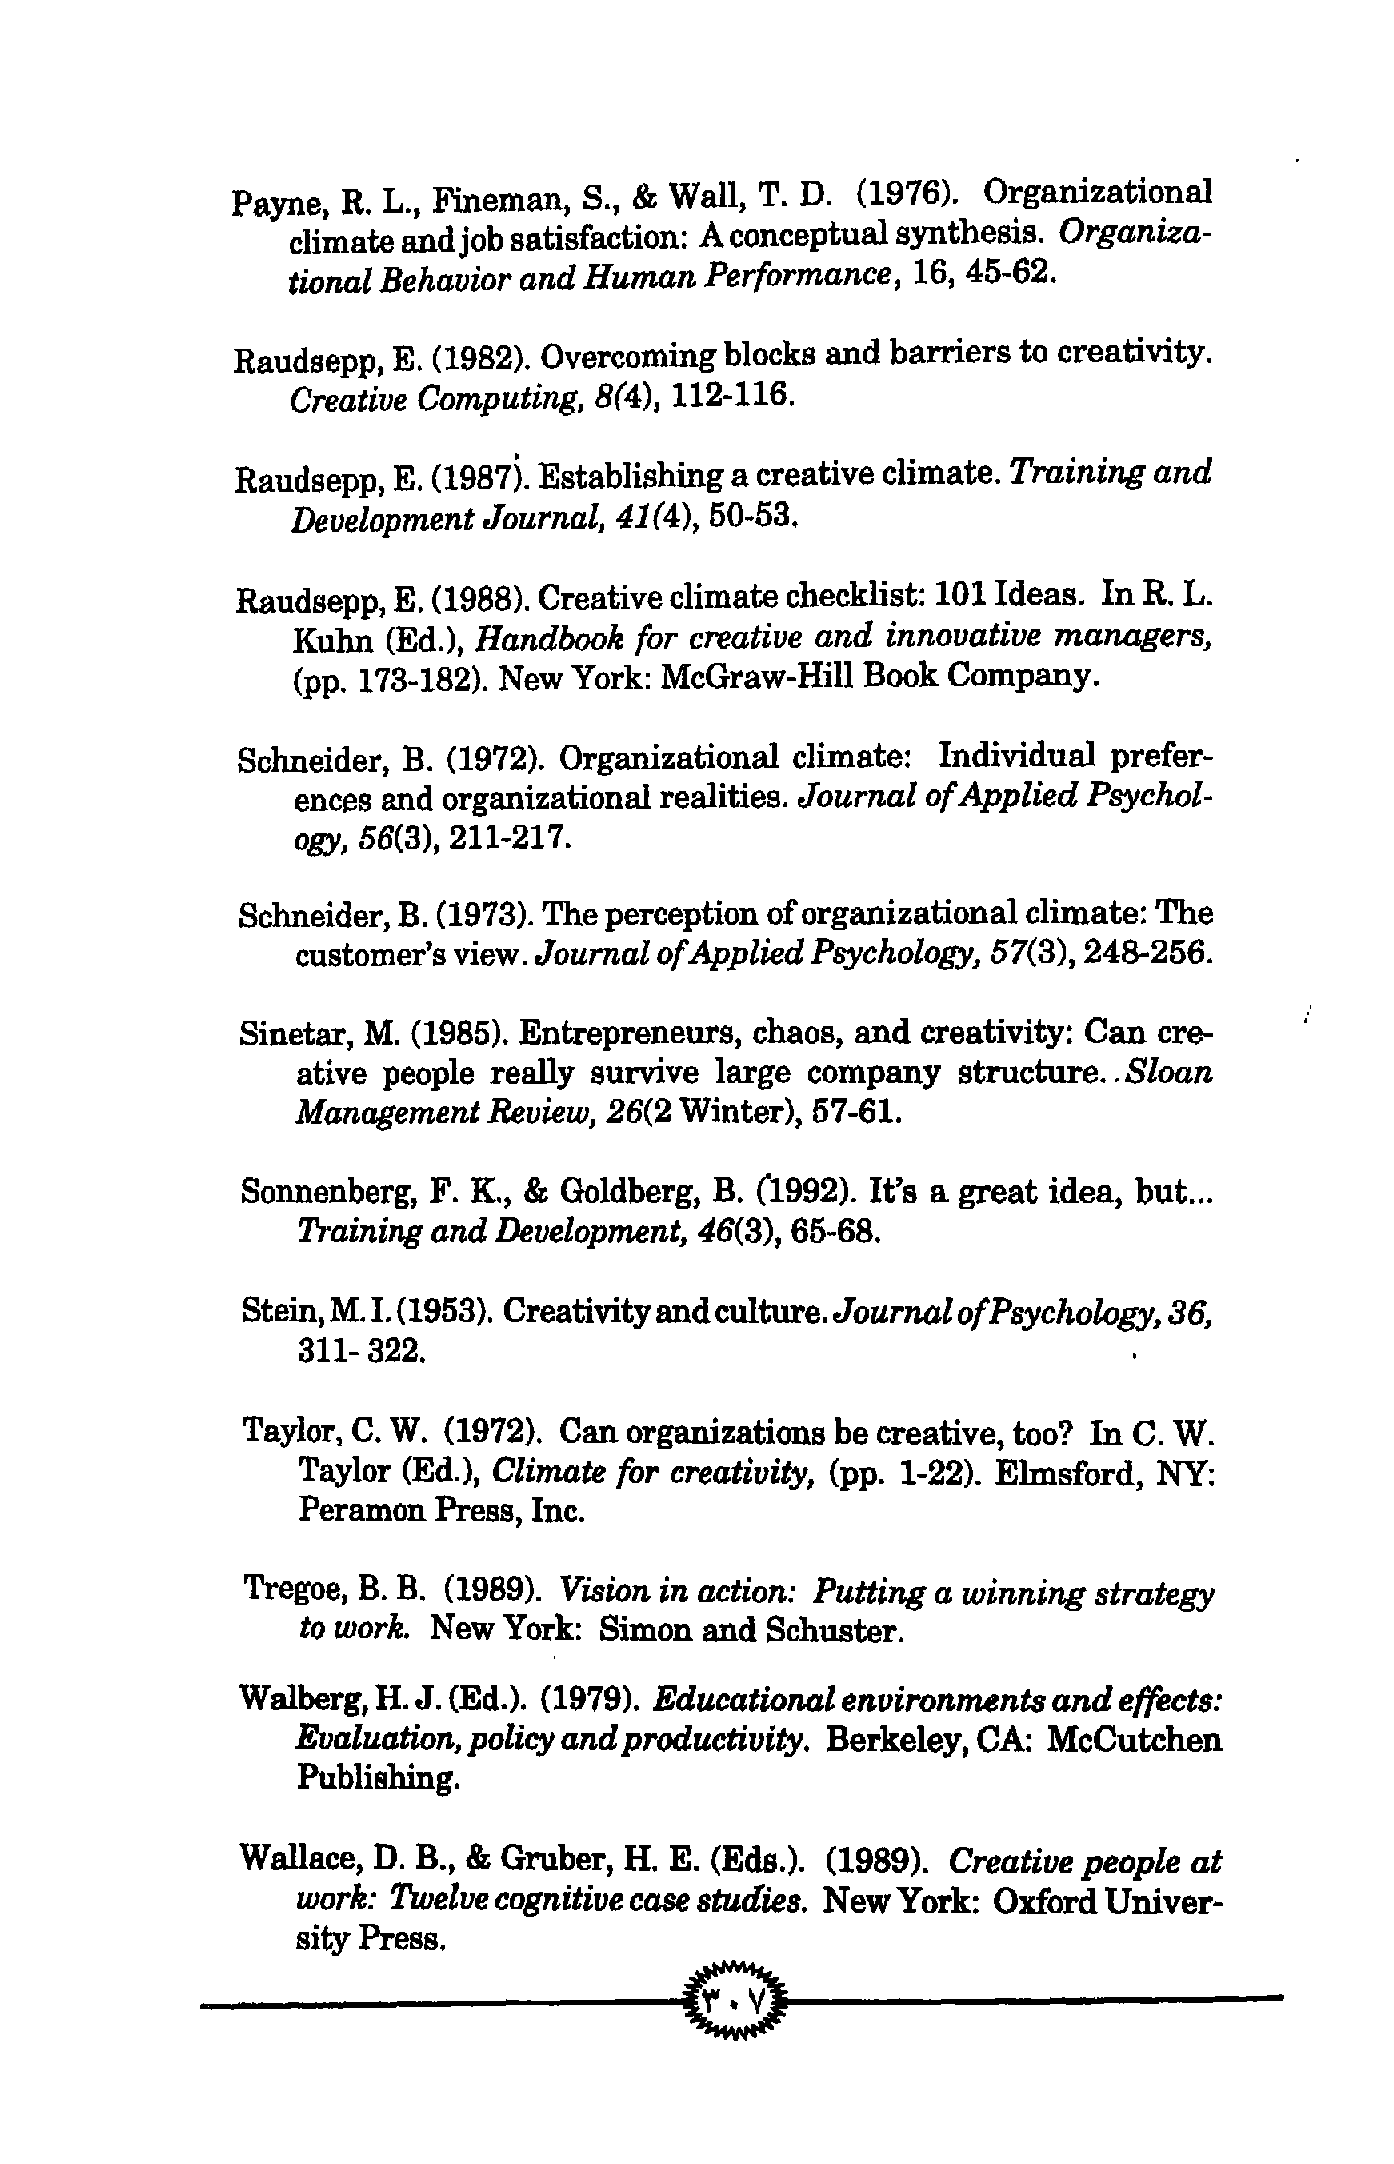 Payne, R. L., Fineman, S., & Wall, T. D. (1976). Organizational
climate and job satisfaction: A conceptual synthesis. Organiza-
tional Behavior and Human Performance, 16, 45-62.
Raudsepp, E. (1982). Overcoming blocks and barriers to creativity.
Creative Computing, 8(4), 112-116.
Raudsepp, E. (1987). Establishing a creative climate. Training and
Development Journal, 41(4), 50-53.
Raudsepp, E. (1988). Creative climate checklist: 101 Ideas. In R. L.
Kuhn (Ed.), Handbook for creative and innovative managers,
(pp. 173-182). New York: McGraw-Hill Book Company.
Schneider, B. (1972). Organizational climate: Individual prefer-
ences and organizational realities. Journal of Applied Psychol-
ogy, 56(3), 211-217.
Schneider, B. (1973). The perception of organizational climate: The
customer's view. Journal of Applied Psychology, 57(3), 248-256.
Sinetar, M. (1985). Entrepreneurs, chaos, and creativity: Can cre-
ative people really survive large company structure. . Sloan
Management Review, 26(2 Winter), 57-61.
Sonnenberg, F. K., & Goldberg, B. (1992). It's a great idea, but...
Training and Development, 46(3), 65-68.
Stein, M. I. (1953). Creativity and culture. Journal of Psychology, 36,
311- 322.
Taylor, C. W. (1972). Can organizations be creative, too? In C. W.
Taylor (Ed.), Climate for creativity, (pp. 1-22). Elmsford, NY:
Peramon Press, Inc.
Tregoe, B. B. (1989). Vision in action: Putting a winning strategy
to work. New York: Simon and Schuster.
Walberg, H. J. (Ed.). (1979). Educational environments and effects:
Evaluation, policy and productivity. Berkeley, CA: McCutchen
Publishing.
Wallace, D. B., & Gruber, H. E. (Eds.). (1989). Creative people at
work: Twelve cognitive case studies. New York: Oxford Univer-
sity Press.
٣٠٧